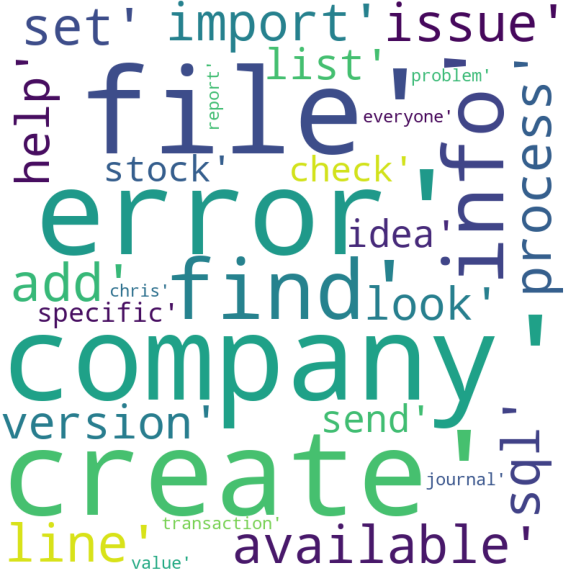 set' import' issue'
list' problem'
help' file' report' everyone' info' process'
stock' check'
error' idea'
add' chris' find' look'
specific'
company'
version' send' sql'
create' journal'
line' transaction' available'
value'